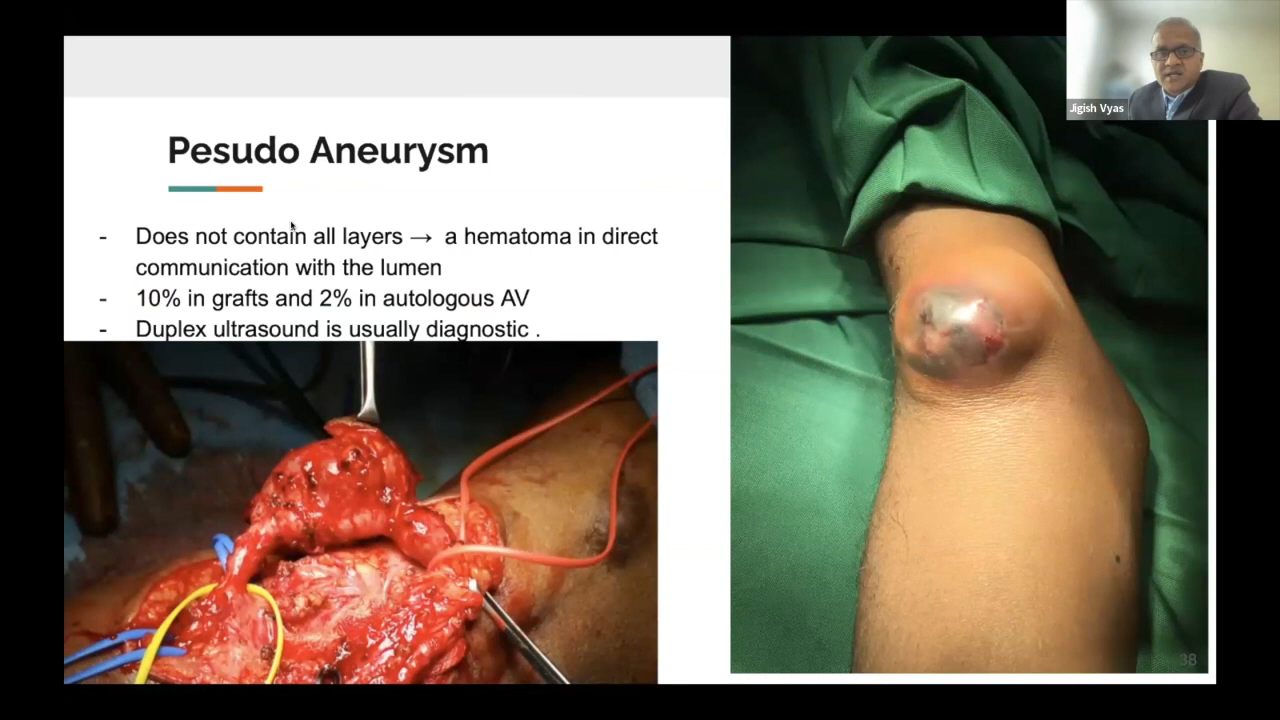 Jigish Vyas
Pesudo Aneurysm
- Does not contain all layers → a hematoma in direct
communication with the lumen
- 10% in grafts and 2% in autologous AV
- Duplex ultrasound is usually diagnostic .
38